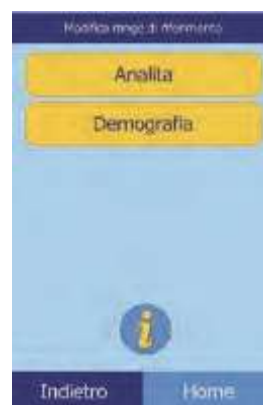 Modifica range di riferimento
Analita
Demografia
i
Indietro
Home